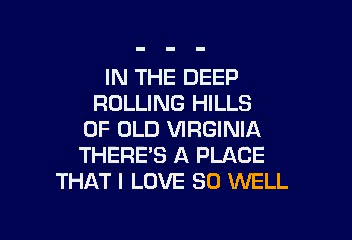 - - -
IN THE DEEP
ROLLING HILLS
OF OLD VIRGINIA
THERE'S A PLACE
THAT I LOVE SO WELL